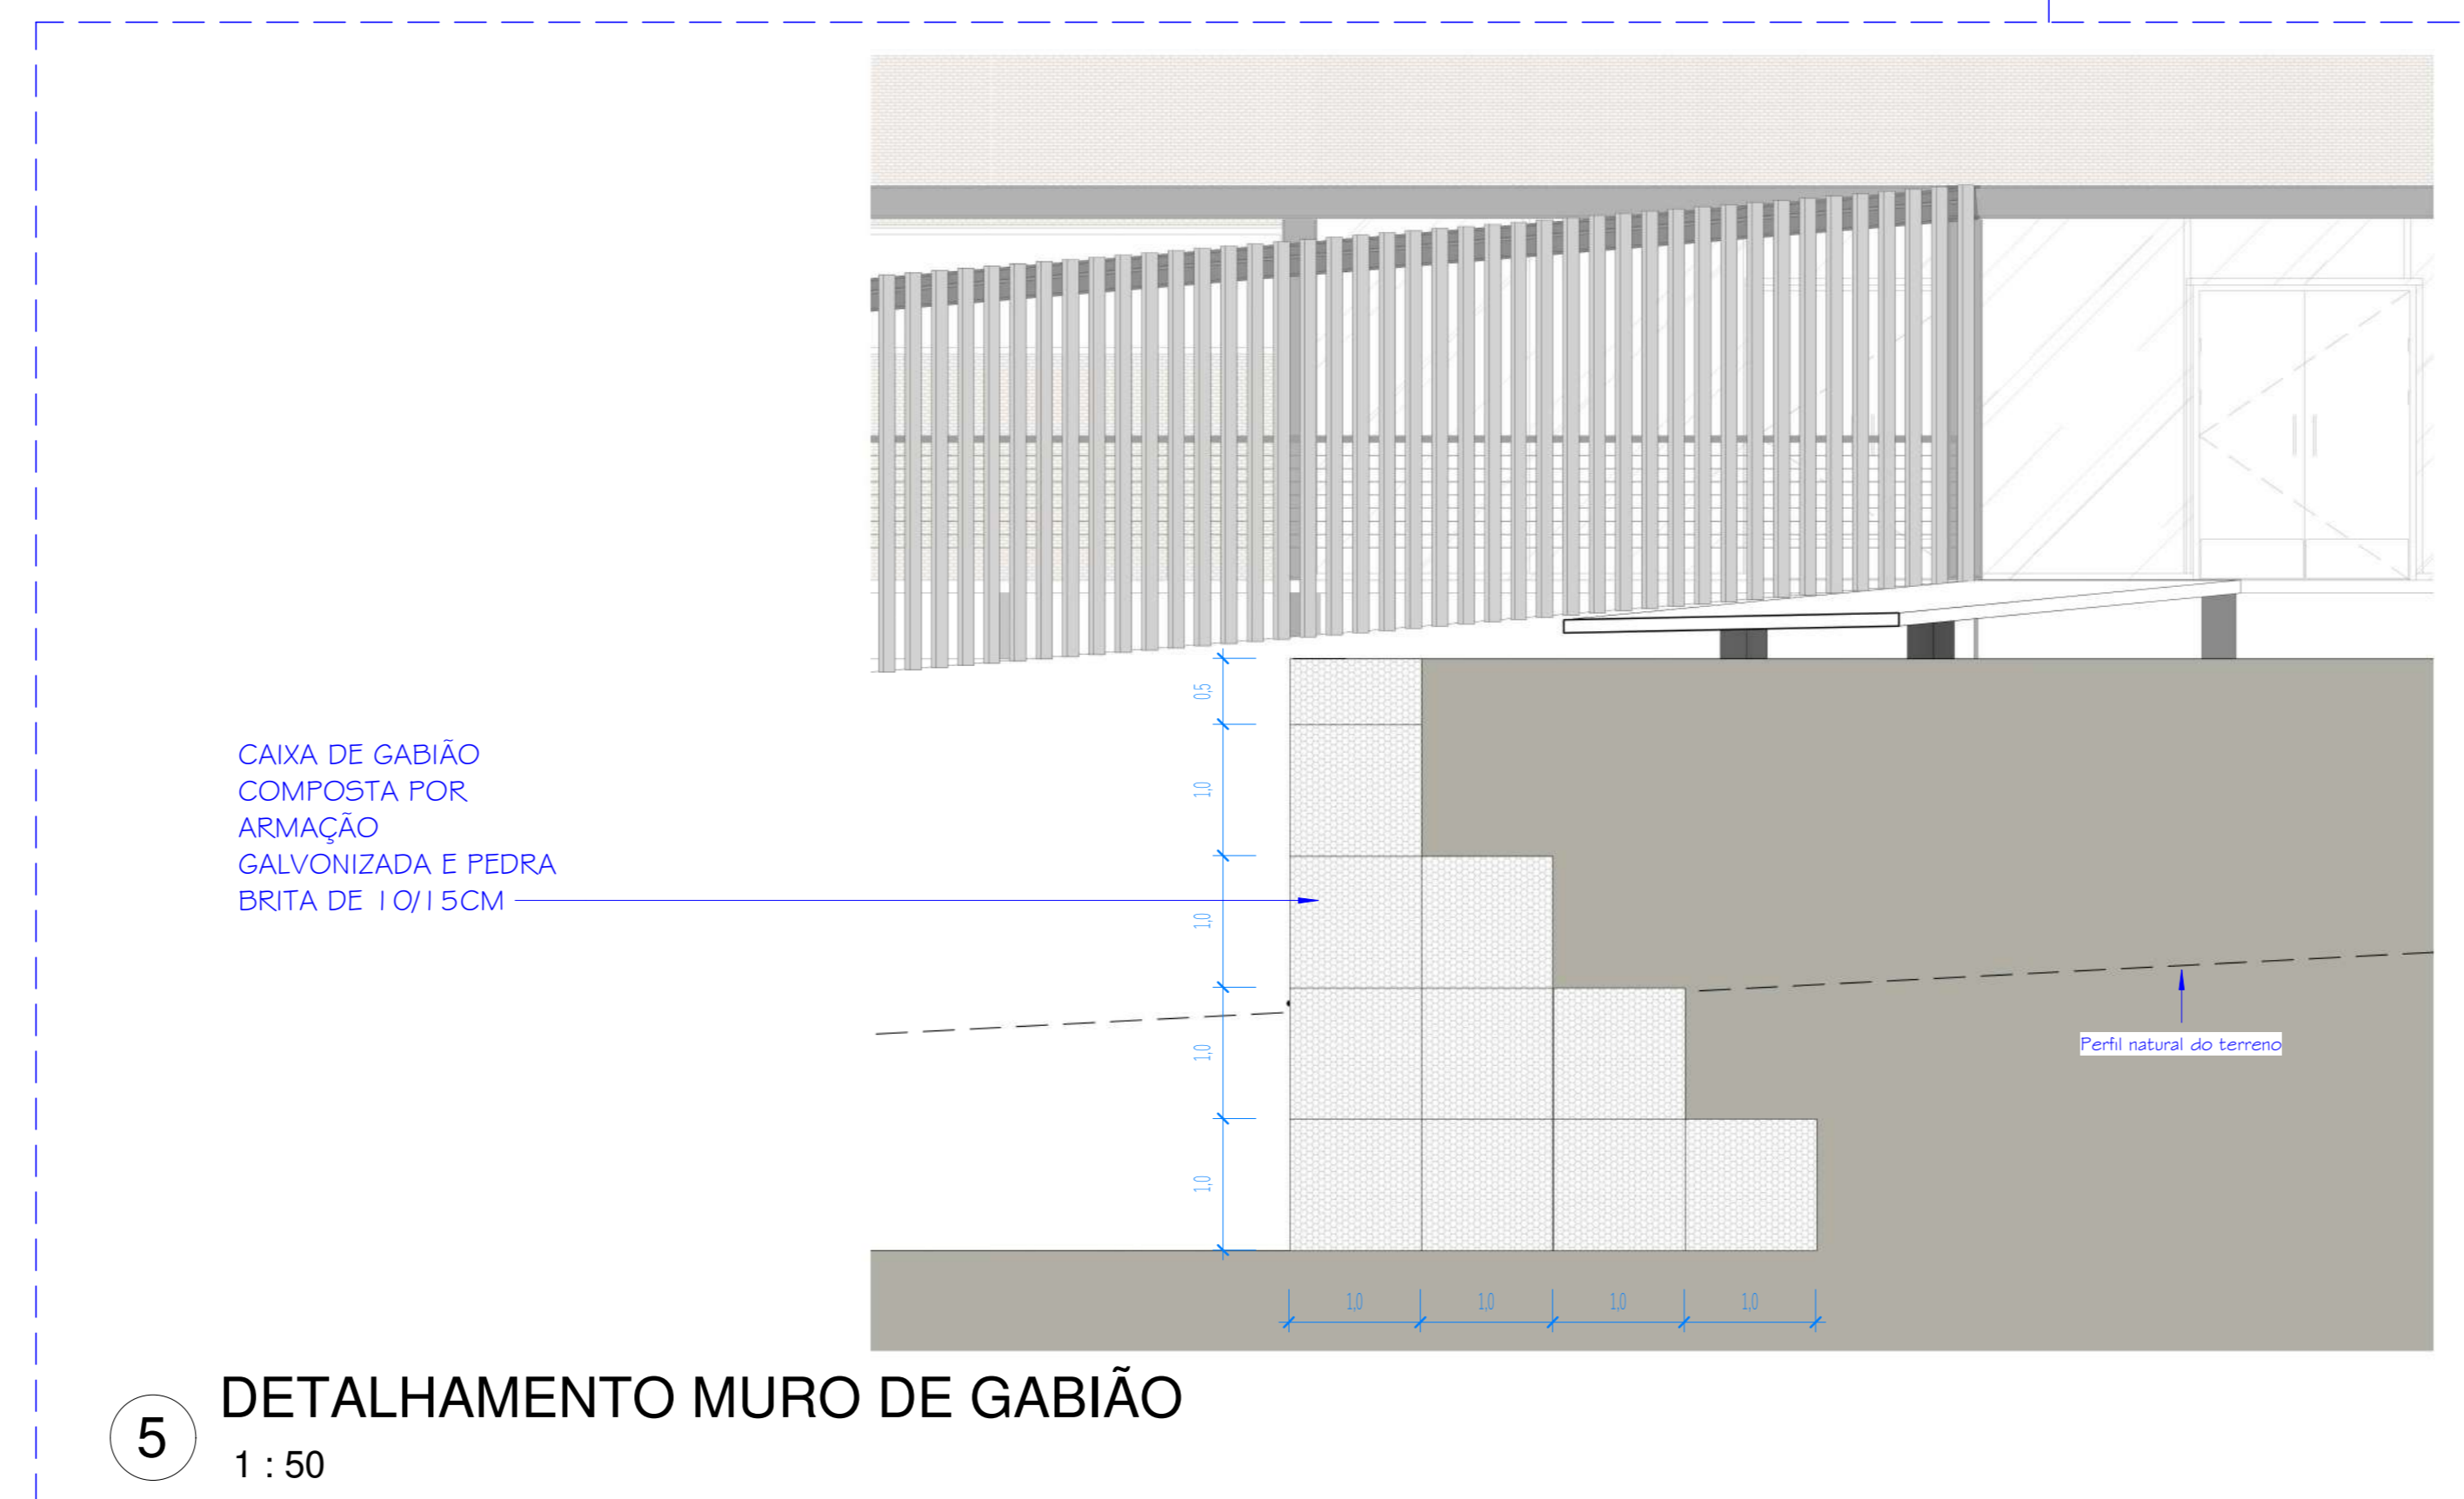 0,5
1,0
1,0
1,0
1,0
CAIXA DE GABIÃO
COMPOSTA POR
ARMAÇÃO
GALVONIZADA E PEDRA
BRITA DE 10/15CM
Perfil natural do terreno
1,0
1,0
1,0
1,0
5
DETALHAMENTO MURO DE GABIÃO
1 : 50